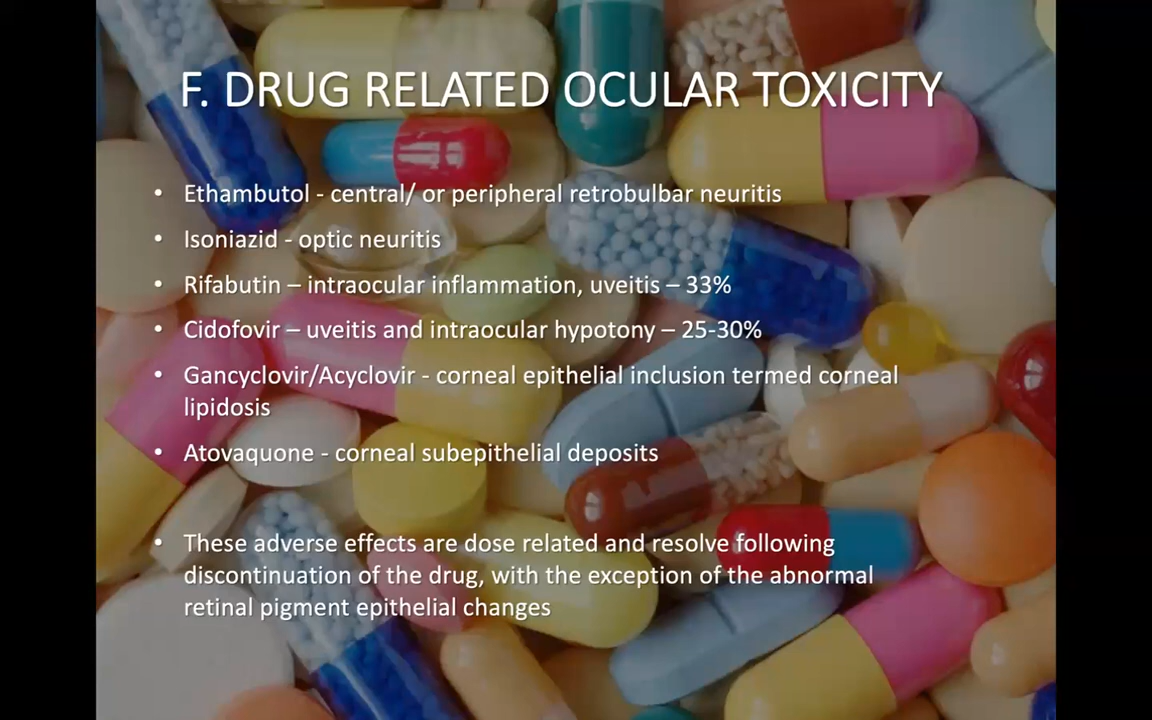 F. DRUG RELATED OCULAR TOXICITY
• Ethambutol - central/ or peripheral retrobulbar neuritis
• Isoniazid - optic neuritis
• Rifabutin – intraocular inflammation, uveitis – 33%
• Cidofovir – uveitis and intraocular hypotony – 25-30%
• Gancyclovir/Acyclovir - corneal epithelial inclusion termed corneal
lipidosis
• Atovaquone - corneal subepithelial deposits
• These adverse effects are dose related and resolve following
discontinuation of the drug, with the exception of the abnormal
retinal pigment epithelial changes